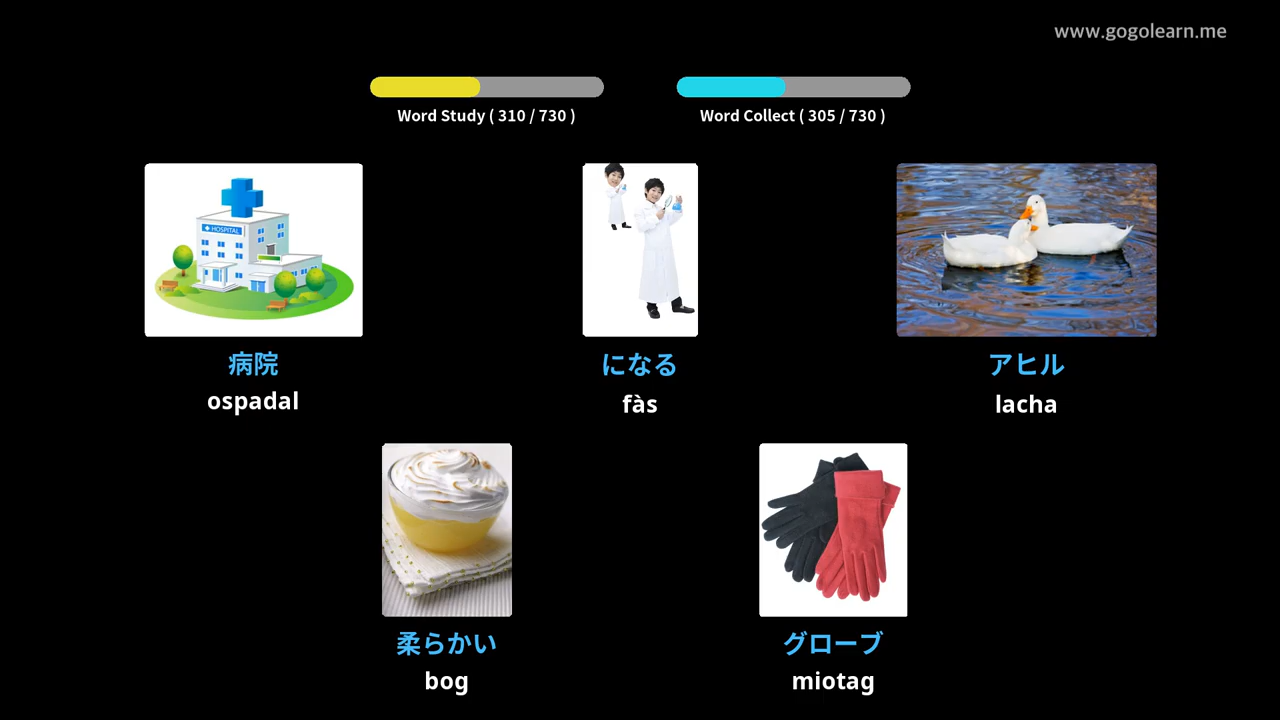 www.gogolearn.me
Word Study ( 310 / 730 )
Word Collect ( 305 / 730 )
HOSPITAL
病院
ospadal
になる
fàs
アヒル
lacha
柔らかい
bog
グローブ
miotag